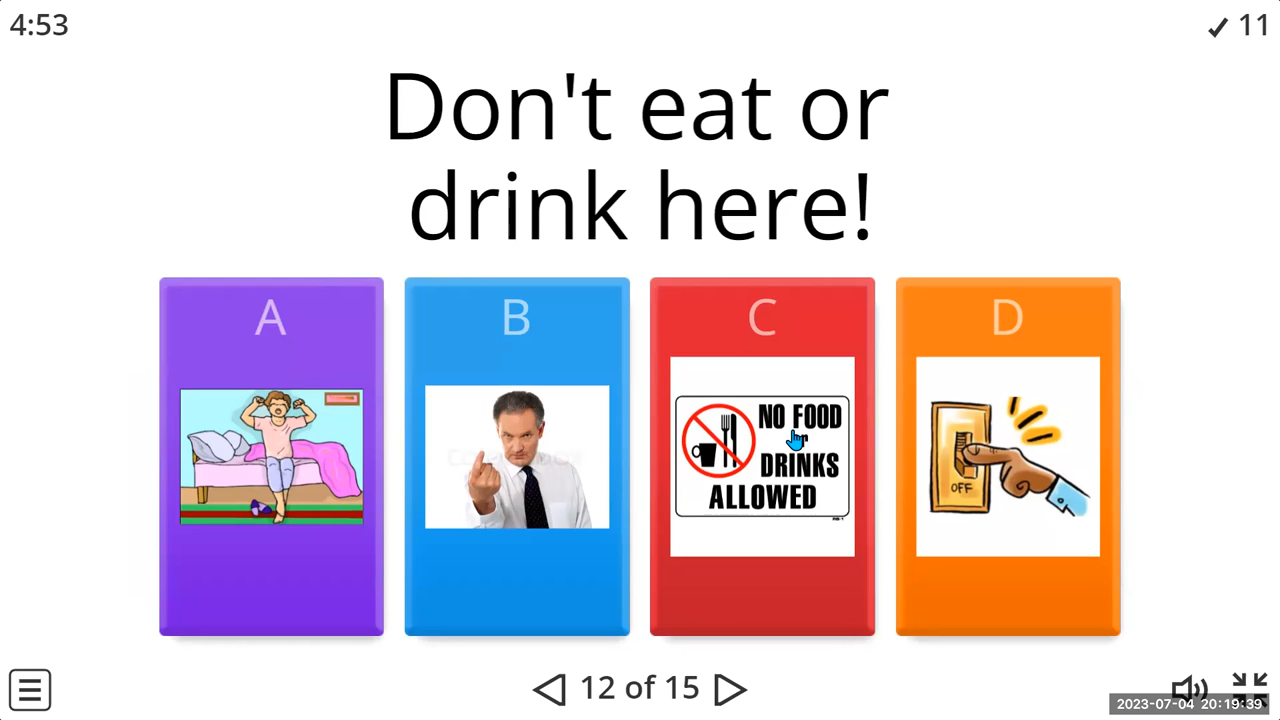 4:53
✓ 11
Don't eat or
drink here!
A
B
C
D
NO FOOD
DRINKS
ALLOWED
OFF
12 of 15
2023-07-04 20:19:39